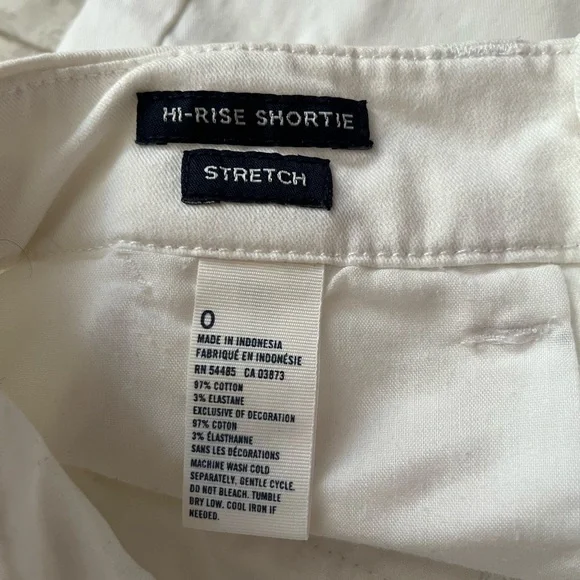 HI-RISE SHORTIE
STRETCH
0
MADE IN INDONESIA
FABRIQUÉ EN INDONÉSIE
RN 54485 CA 03873
97% COTTON
3% ELASTANE
EXCLUSIVE OF DECORATION
97% COTON
3% ÉLASTHANNE
SANS LES DÉCORATIONS
MACHINE WASH COLD
SEPARATELY. GENTLE CYCLE.
DO NOT BLEACH. TUMBLE
DRY LOW. COOL IRON IF
NEEDED.